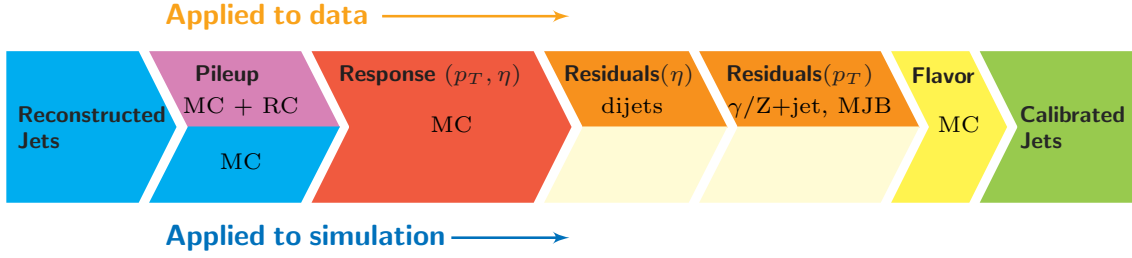 Applied to data
Reconstructed
Jets
Pileup
MC + RC
MC
Response (p_T, η)
MC
Residuals(η)
dijets
Residuals(p_T)
γ/Z+jet, MJB
Flavor
MC
Calibrated
Jets
Applied to simulation